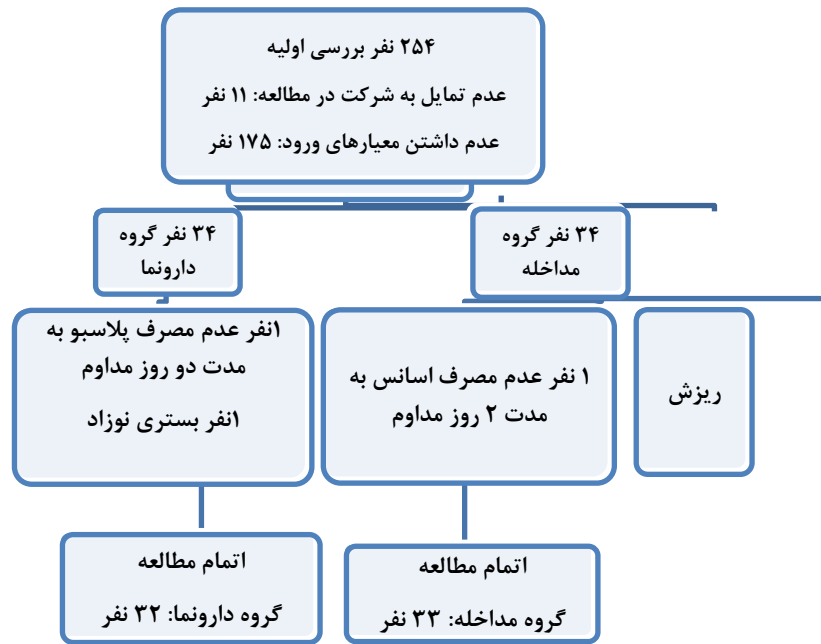 ۲۵۴ نفر بررسی اولیه
عدم تمایل به شرکت در مطالعه: ۱۱ نفر
عدم داشتن معیارهای ورود: ۱۷۵ نفر
۳۴ نفر گروه
مداخله
۳۴ نفر گروه
دارونما
ریزش
۱ نفر عدم مصرف اسانس به
مدت ۲ روز مداوم
۱نفر عدم مصرف پلاسبو به
مدت دو روز مداوم
۱نفر بستری نوزاد
اتمام مطالعه
گروه مداخله: ۳۳ نفر
اتمام مطالعه
گروه دارونما: ۳۲ نفر